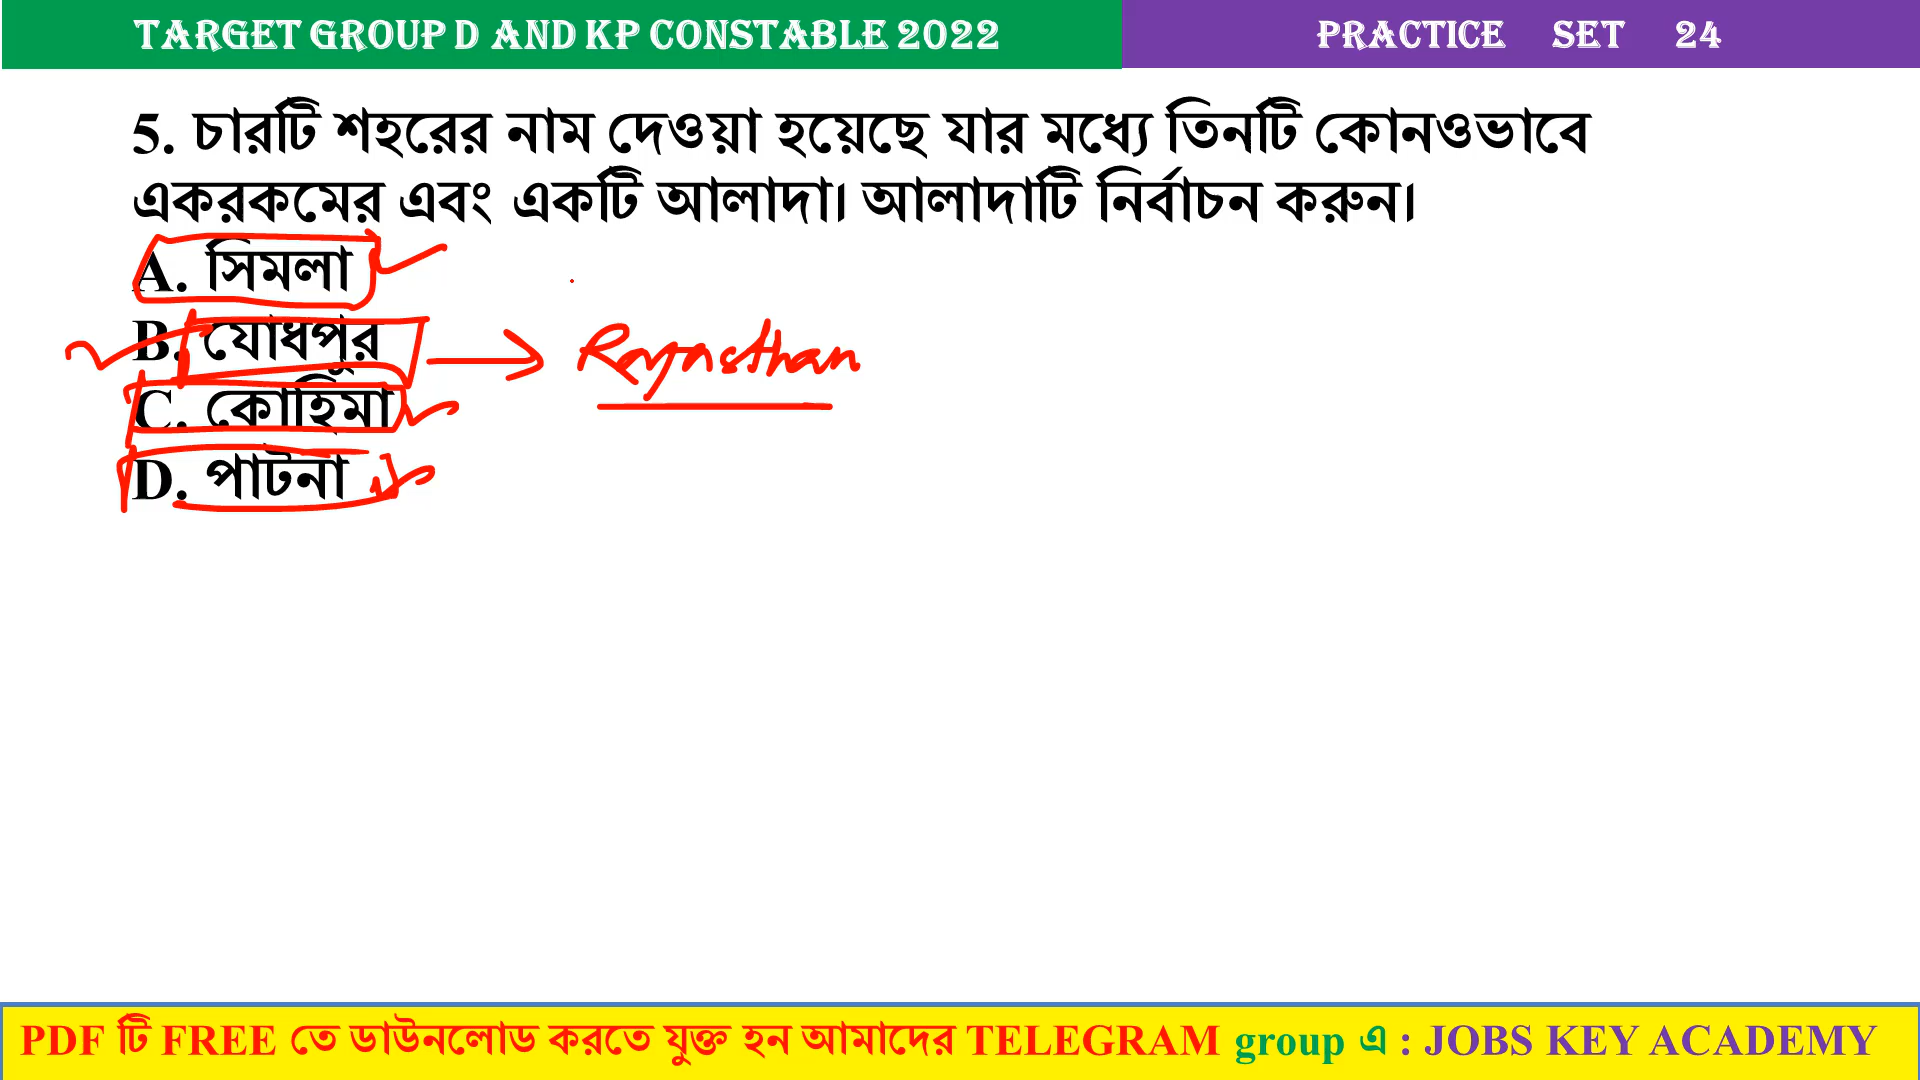 TARGET GROUP D AND KP CONSTABLE 2022 PRACTICE SET 24
5. চারটি শহরের নাম দেওয়া হয়েছে যার মধ্যে তিনটি কোনওভাবে
একরকমের এবং একটি আলাদা। আলাদাটি নির্বাচন করুন।
A. সিমলা
B. যোধপুর
Rajasthan
C. কোহিমা
D. পাটনা
PDF টি FREE তে ডাউনলোড করতে যুক্ত হন আমাদের TELEGRAM group এ : JOBS KEY ACADEMY